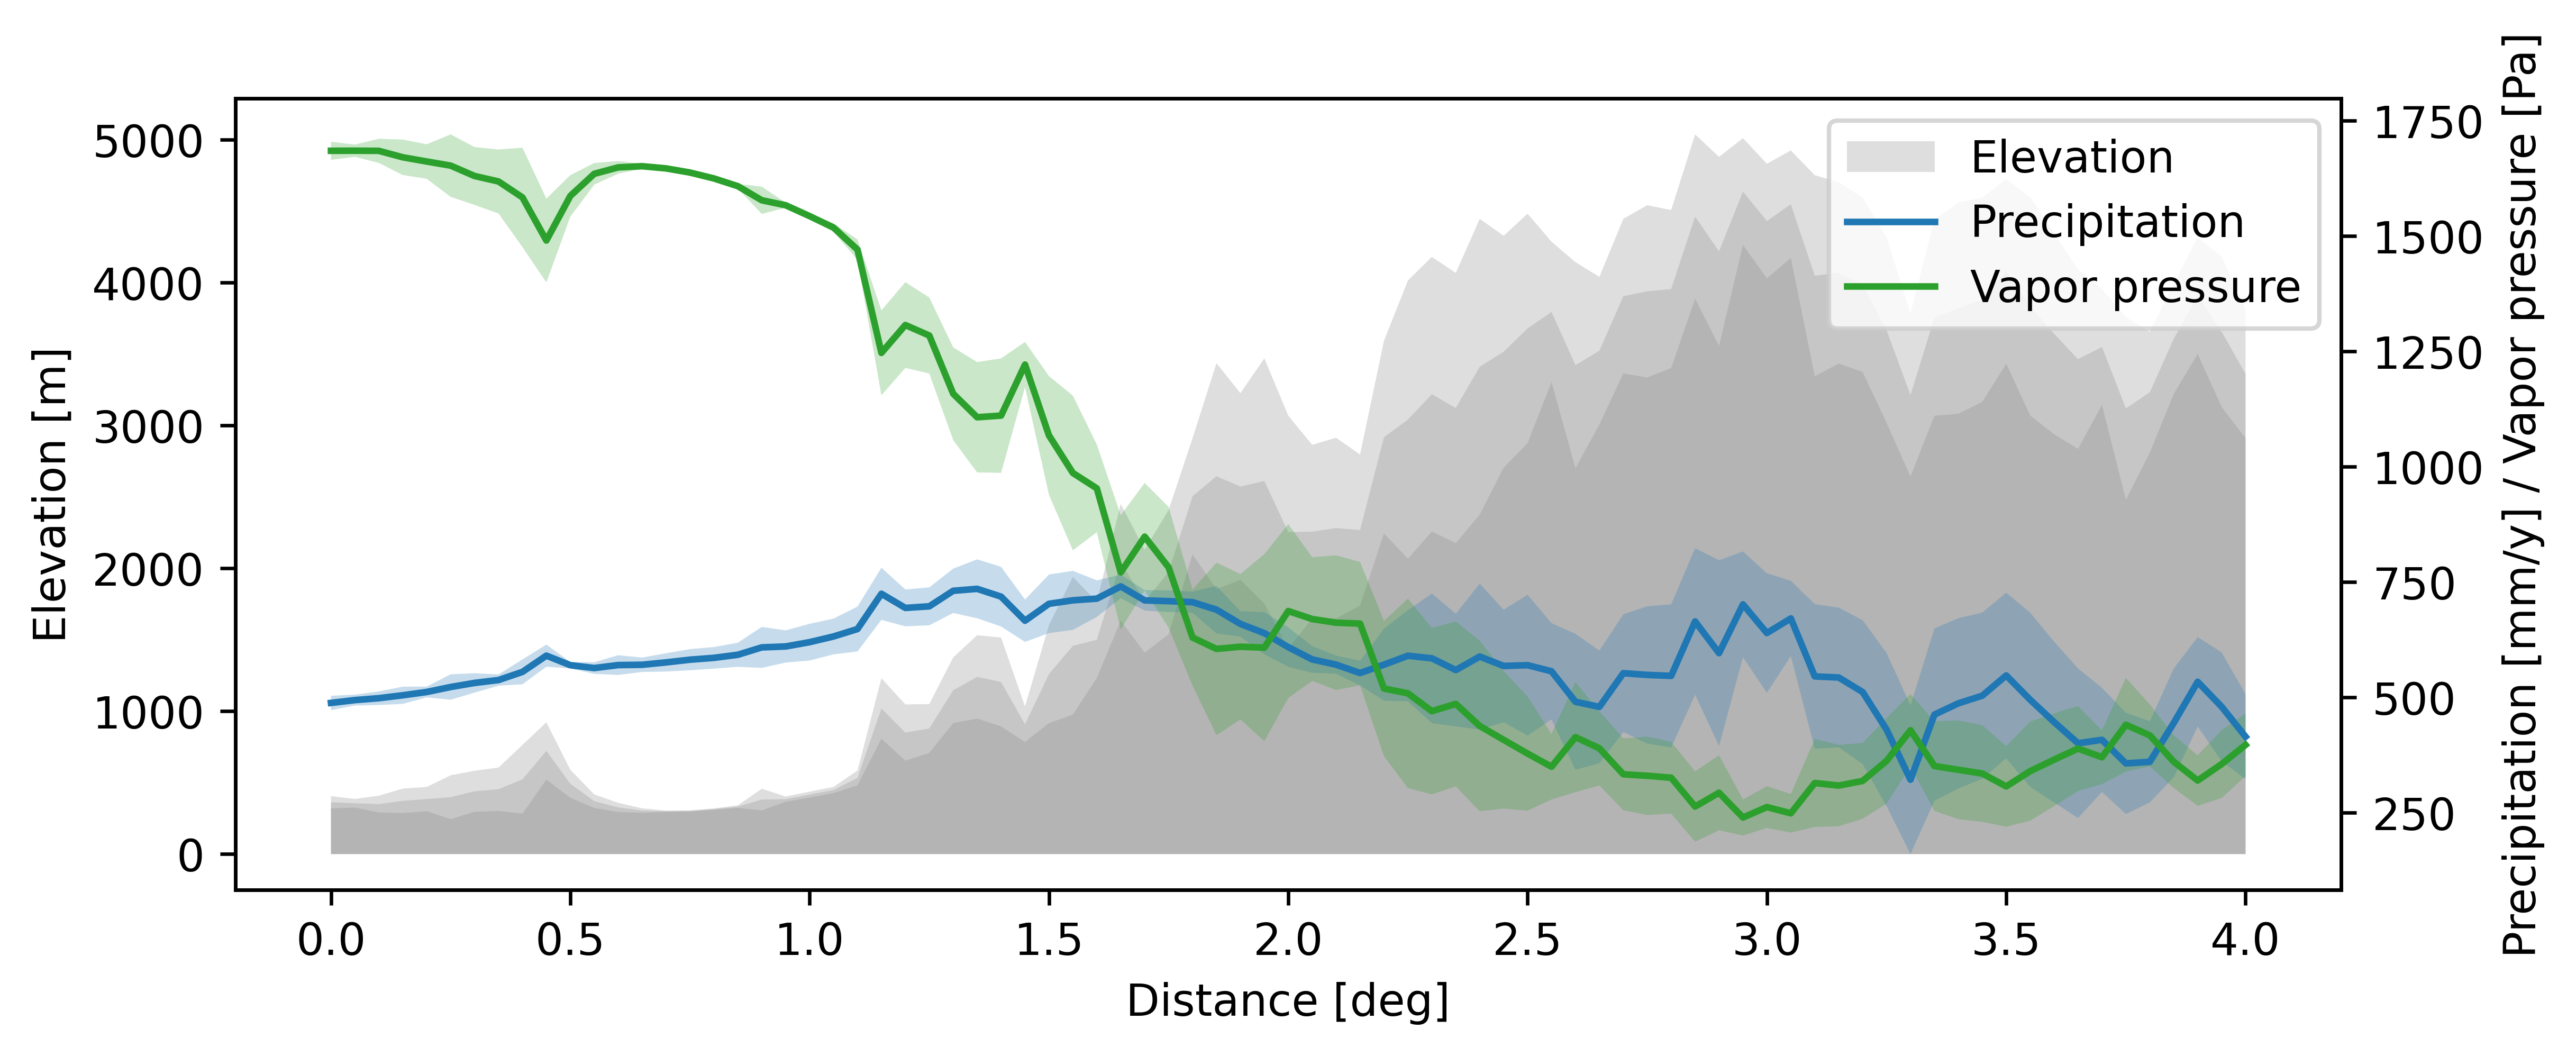 Elevation [m]
5000
4000
3000
2000
1000
0
0.0 0.5 1.0 1.5 2.0 2.5 3.0 3.5 4.0
Distance [deg]
Elevation
Precipitation
Vapor pressure
1750
1500
1250
1000
750
500
250
Precipitation [mm/y] / Vapor pressure [Pa]